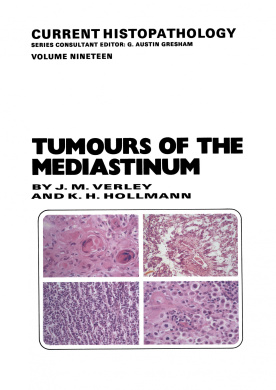 CURRENT HISTOPATHOLOGY
SERIES CONSULTANT EDITOR: G. AUSTIN GRESHAM
VOLUME NINETEEN
TUMOURS OF THE
MEDIASTINUM
BY J. M. VERLEY
AND K. H. HOLLMANN